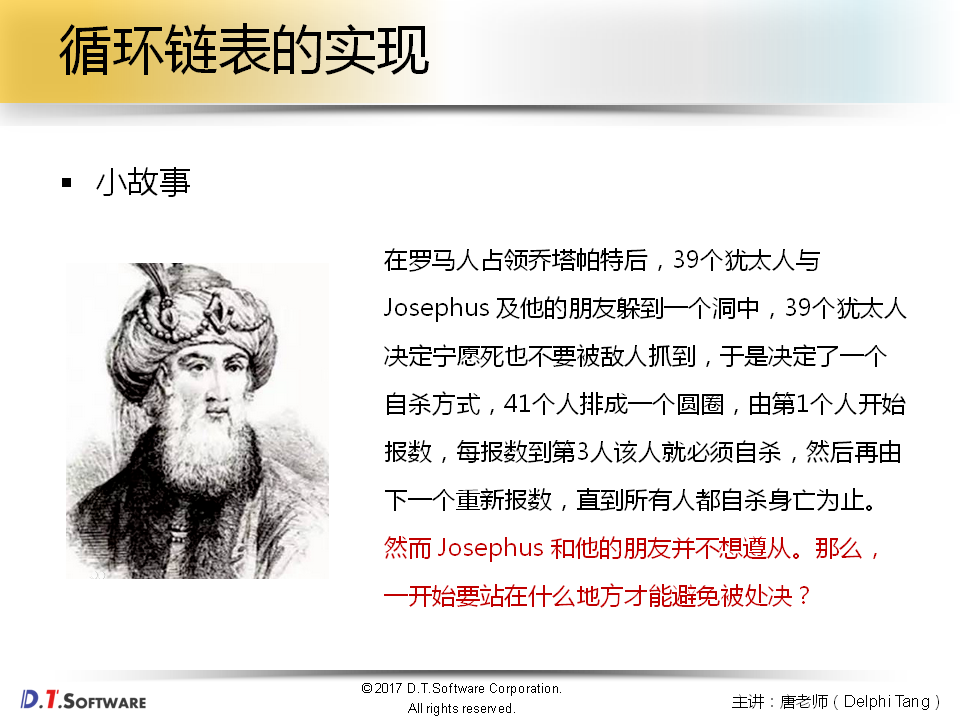 循环链表的实现
▪ 小故事
在罗马人占领乔塔帕特后，39个犹太人与
Josephus 及他的朋友躲到一个洞中，39个犹太人
决定宁愿死也不要被敌人抓到，于是决定了一个
自杀方式，41个人排成一个圆圈，由第1个人开始
报数，每报数到第3人该人就必须自杀，然后再由
下一个重新报数，直到所有人都自杀身亡为止。
然而 Josephus 和他的朋友并不想遵从。那么，
一开始要站在什么地方才能避免被处决？
D.T.SOFTWARE
©2017 D.T.Software Corporation.
All rights reserved.
主讲：唐老师（Delphi Tang）